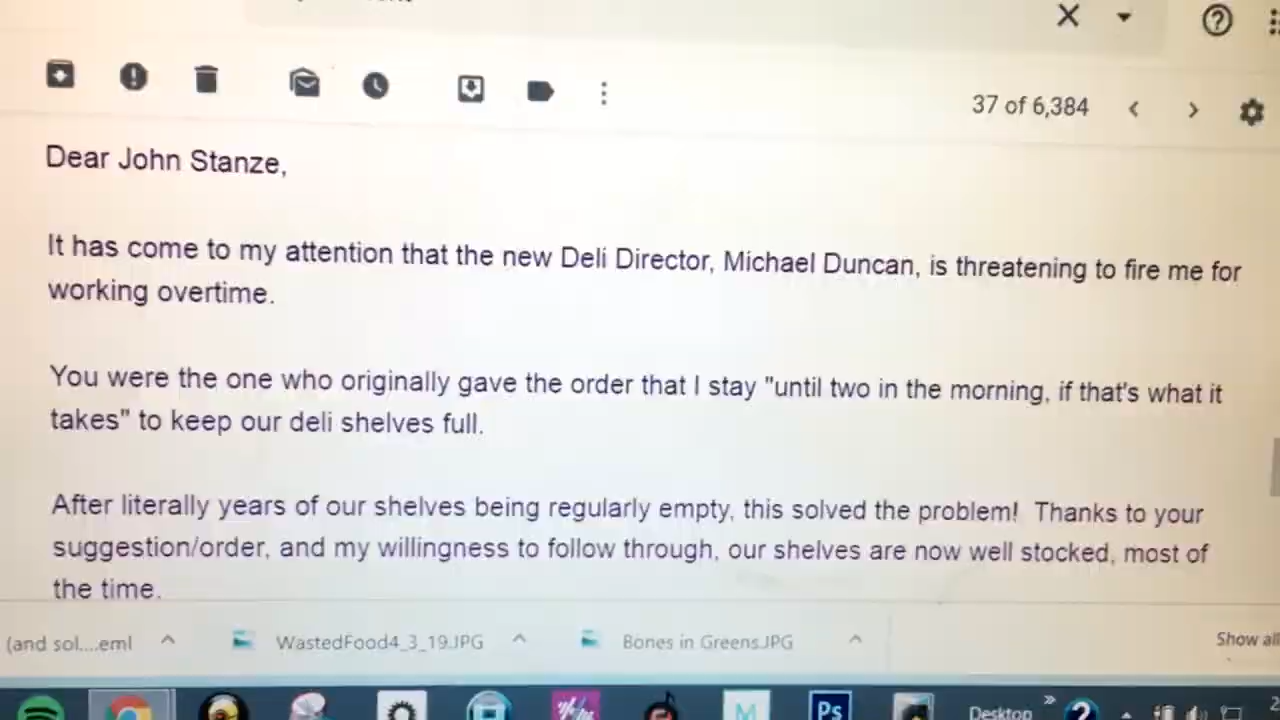 37 of 6,384
Dear John Stanze,
It has come to my attention that the new Deli Director, Michael Duncan, is threatening to fire me for
working overtime.
You were the one who originally gave the order that I stay "until two in the morning, if that's what it
takes" to keep our deli shelves full.
After literally years of our shelves being regularly empty, this solved the problem! Thanks to your
suggestion/order, and my willingness to follow through, our shelves are now well stocked, most of
the time.
(and sol....eml
WastedFood4_3_19.JPG
Bones in Greens.JPG
Show all
M
Ps
Desktop